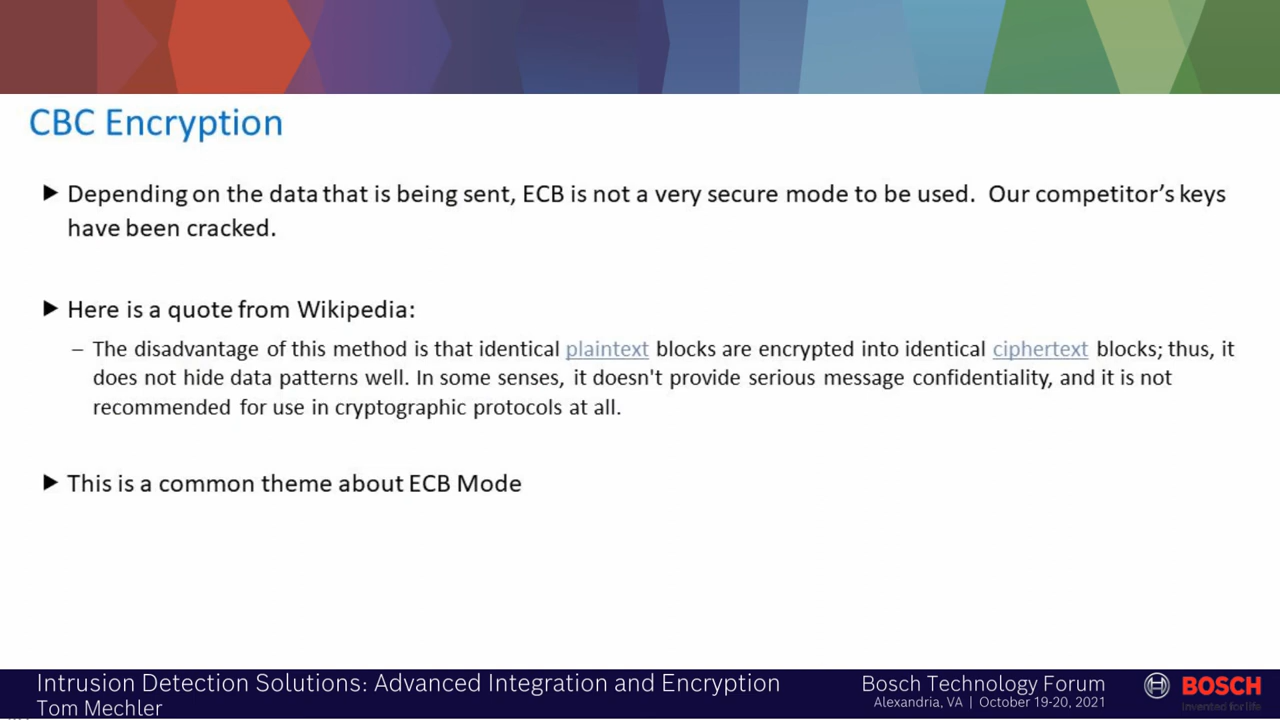 CBC Encryption
Depending on the data that is being sent, ECB is not a very secure mode to be used. Our competitor's keys
have been cracked.
Here is a quote from Wikipedia:
– The disadvantage of this method is that identical plaintext blocks are encrypted into identical ciphertext blocks; thus, it
does not hide data patterns well. In some senses, it doesn't provide serious message confidentiality, and it is not
recommended for use in cryptographic protocols at all.
This is a common theme about ECB Mode
Intrusion Detection Solutions: Advanced Integration and Encryption
Tom Mechler
Bosch Technology Forum
Alexandria, VA | October 19-20, 2021
BOSCH
Invented for life